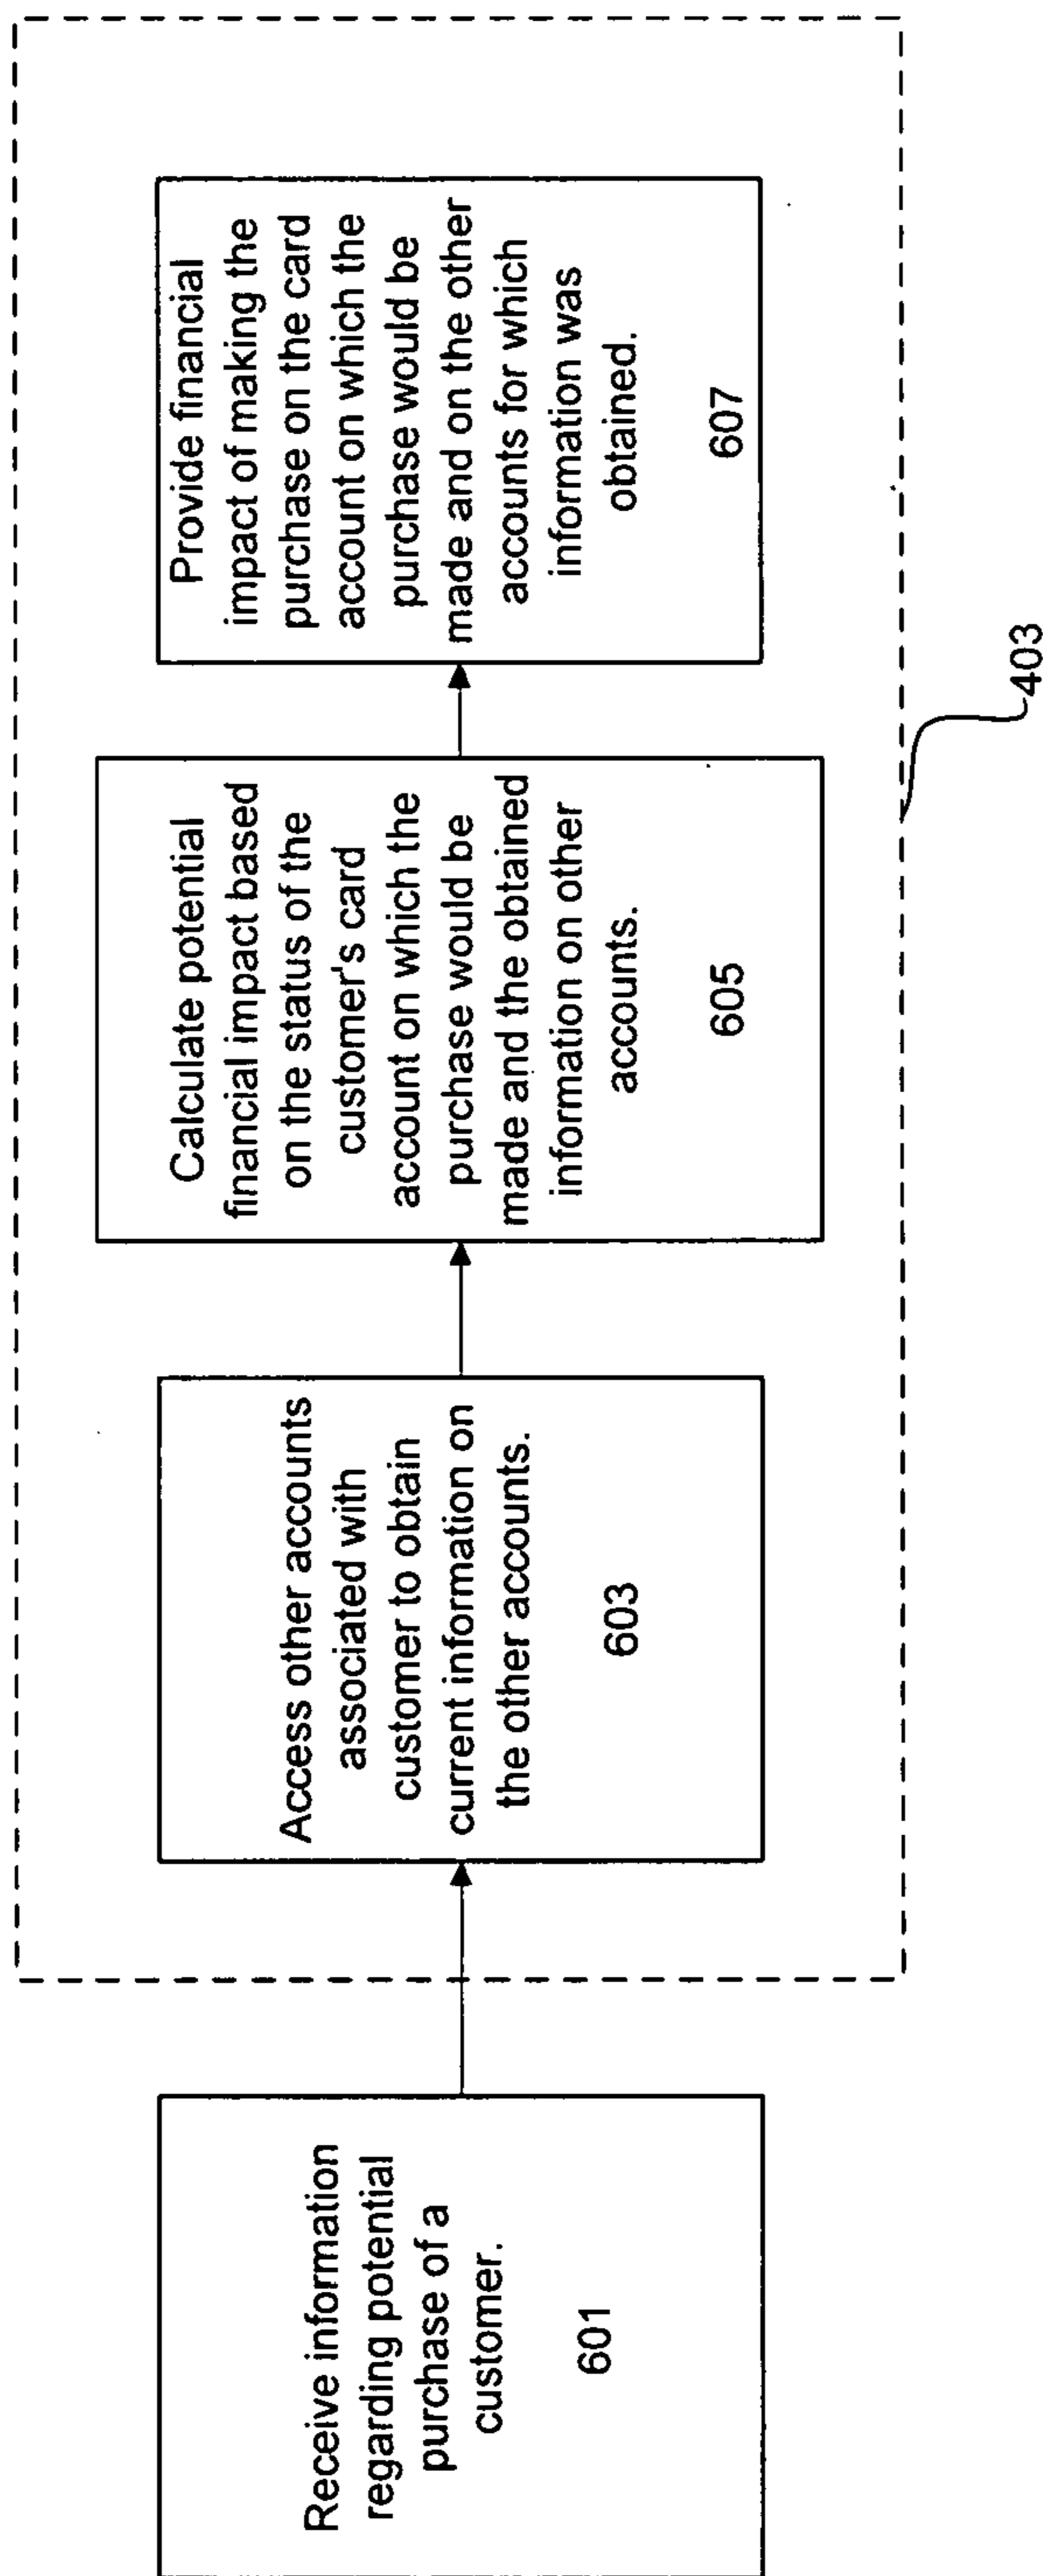 Receive information
regarding potential
purchase of a
customer.
601
Access other accounts
associated with
customer to obtain
current information on
the other accounts.
603
Calculate potential
financial impact based
on the status of the
customer's card
account on which the
purchase would be
made and the obtained
information on other
accounts.
605
Provide financial
impact of making the
purchase on the card
account on which the
purchase would be
made and on the other
accounts for which
information was
obtained.
607
403